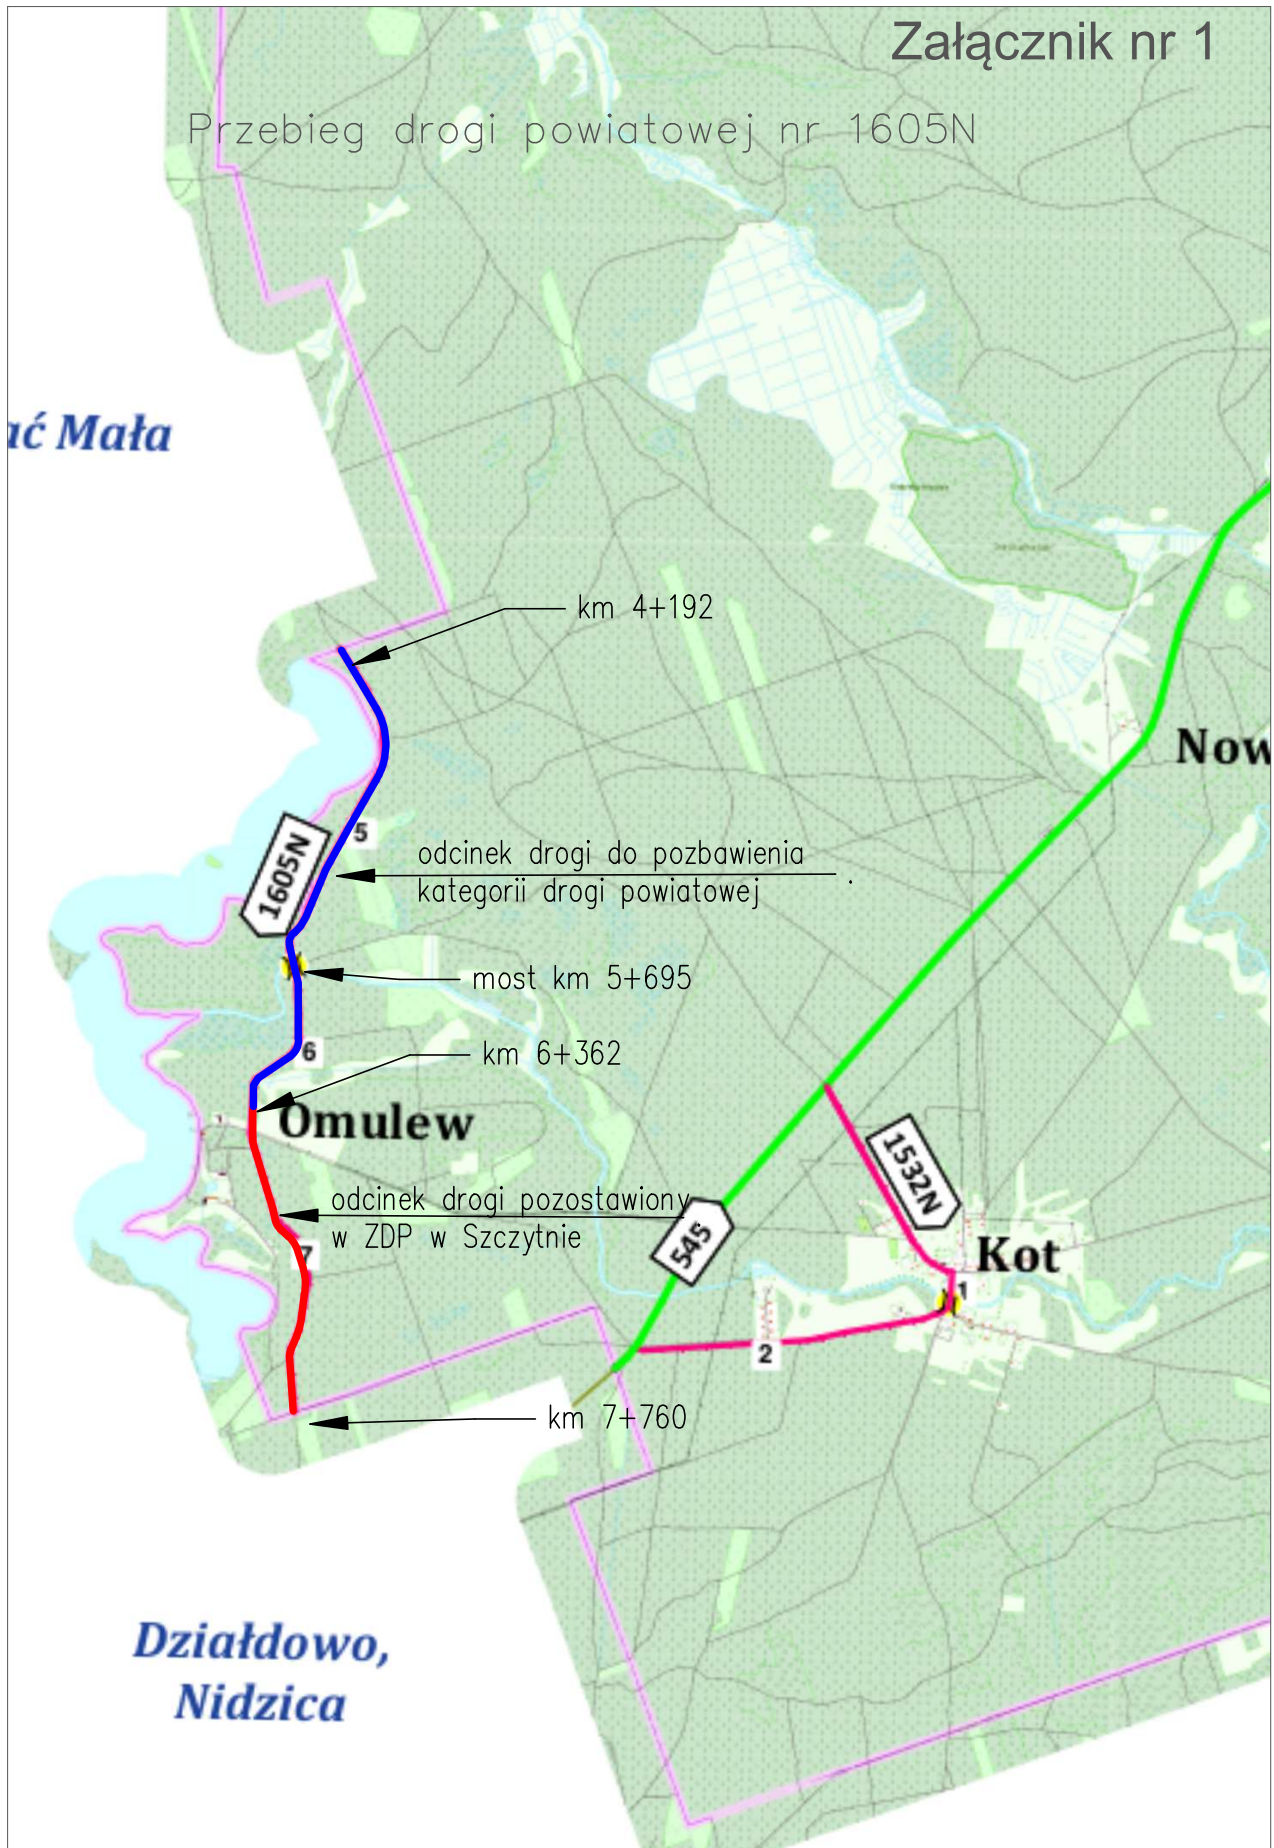 Załącznik nr 1
Przebieg drogi powiatowej nr 1605N
ać Mała
km 4+192
Now
5
1605N
odcinek drogi do pozbawienia
kategorii drogi powiatowej .
most km 5+695
6
km 6+362
Omulew
1532N
odcinek drogi pozostawiony
w ZDP w Szczytnie
7
545
Kot
1
2
km 7+760
Działdowo,
Nidzica